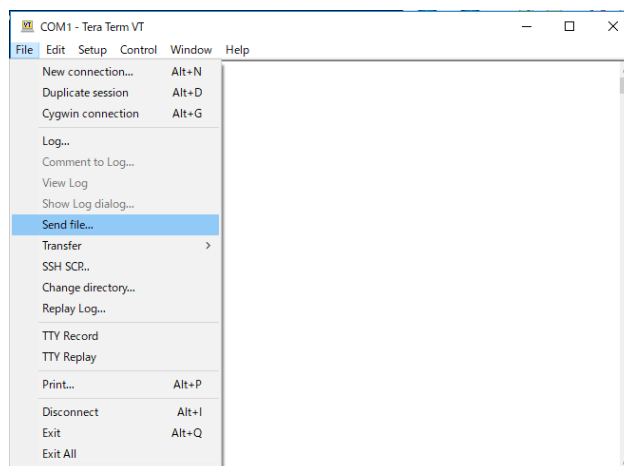 VT COM1 - Tera Term VT
File Edit Setup Control Window Help
New connection... Alt+N
Duplicate session Alt+D
Cygwin connection Alt+G
Log...
Comment to Log...
View Log
Show Log dialog...
Send file...
Transfer
SSH SCP...
Change directory...
Replay Log...
TTY Record
TTY Replay
Print... Alt+P
Disconnect Alt+I
Exit Alt+Q
Exit All